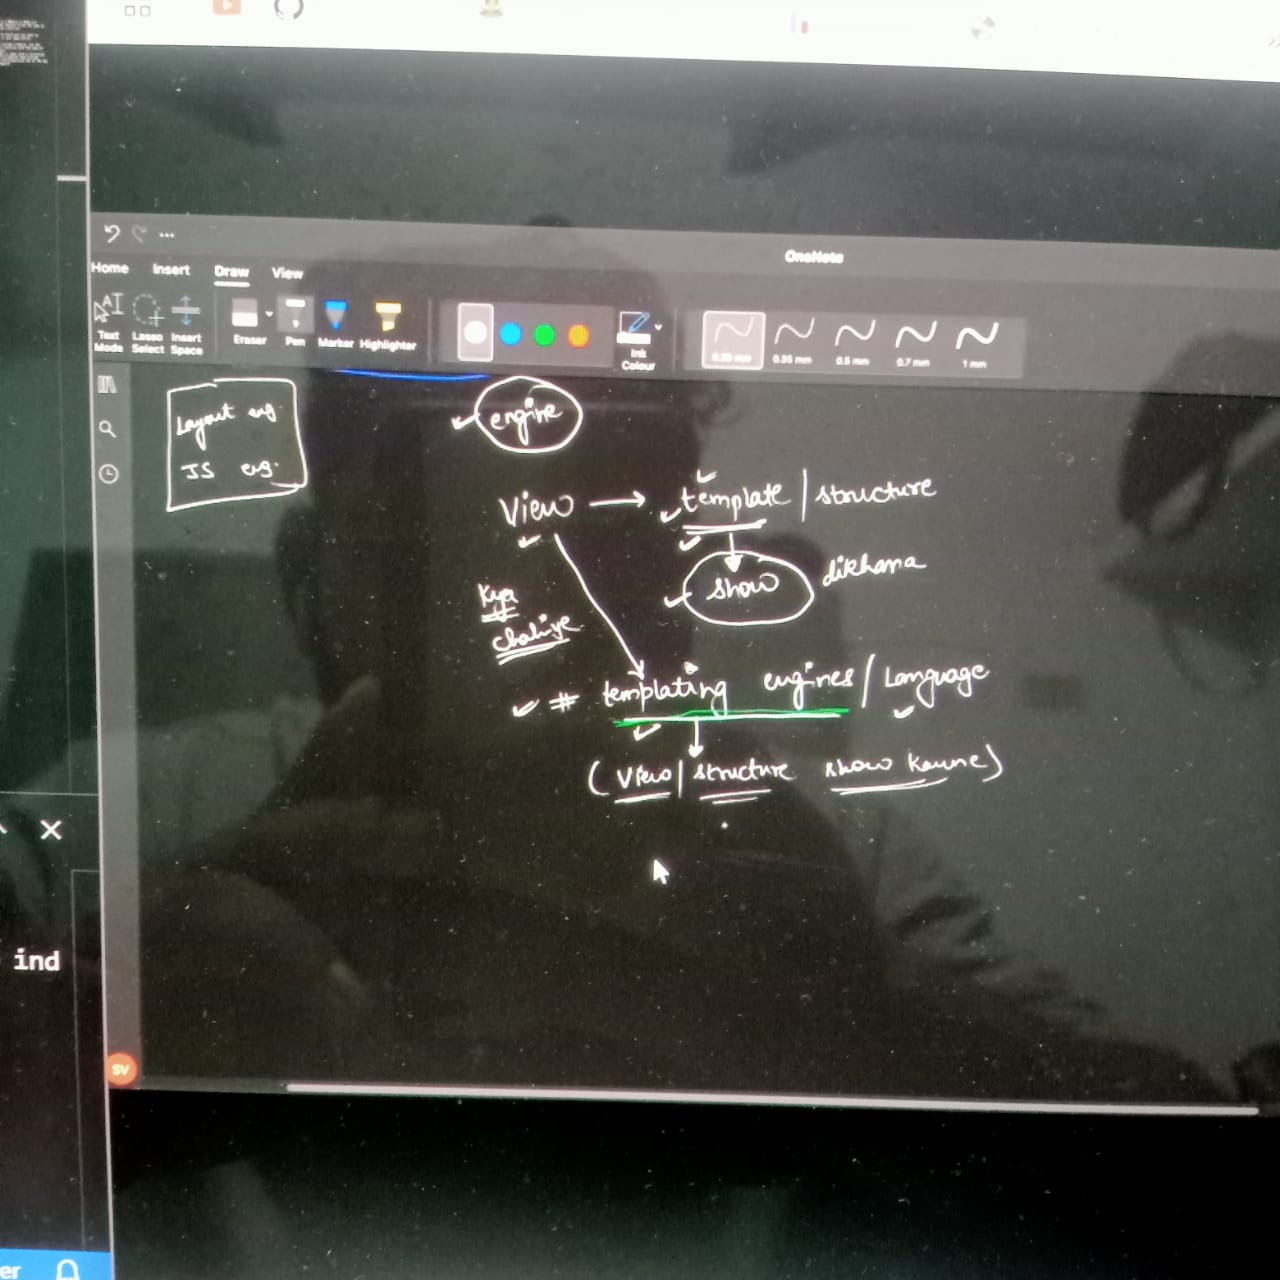 OneNote
Home Insert Draw View
Text Mode
Lasso Select
Insert Space
Eraser
Pen
Marker
Highlighter
Ink Colour
0.35 mm
0.5 mm
0.7 mm
1 mm
Layout eng.
JS eng.
engine
View → template / structure
show dikhana
Kya
chahiye
# templating engines / Language
(View / structure show karne)
ind
SV
er